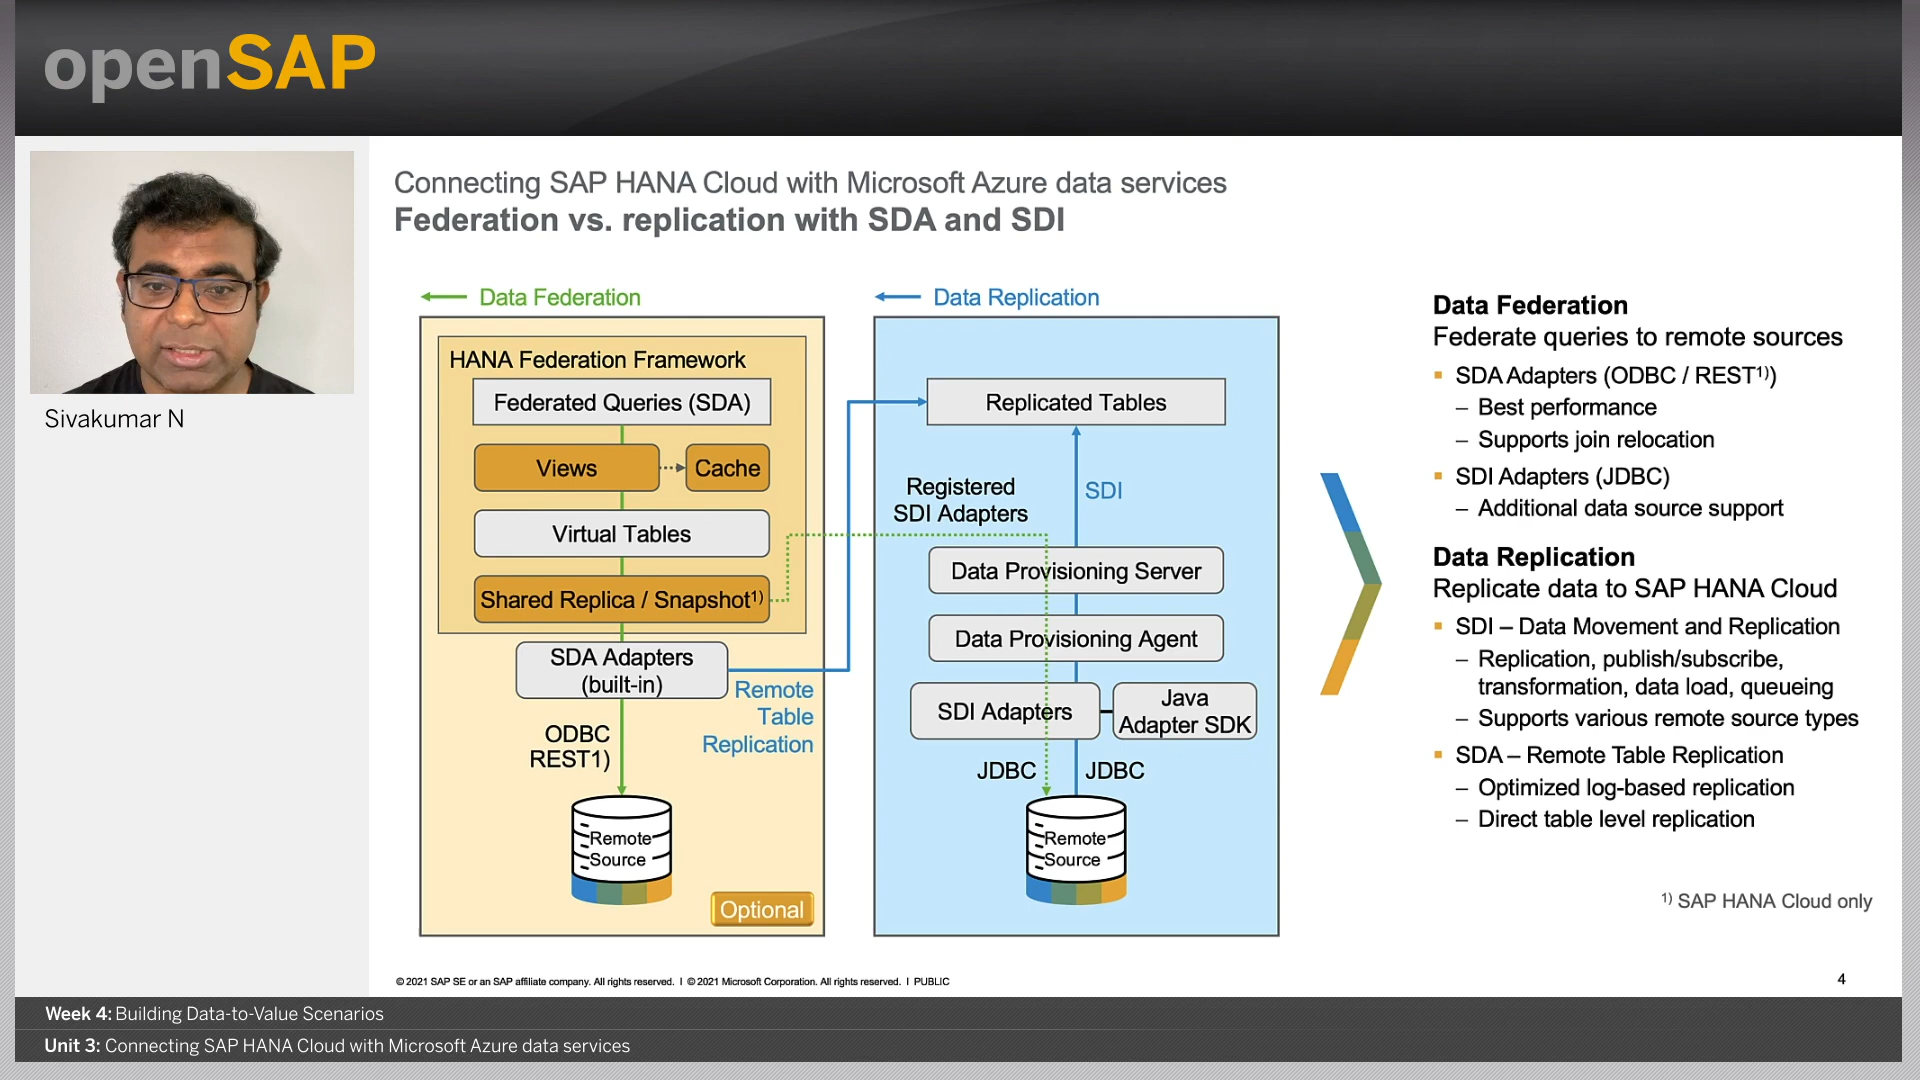 openSAP
Sivakumar N
Connecting SAP HANA Cloud with Microsoft Azure data services
Federation vs. replication with SDA and SDI
Data Federation
HANA Federation Framework
Federated Queries (SDA)
Views
Cache
Virtual Tables
Shared Replica / Snapshot¹⁾
SDA Adapters
(built-in)
Remote
Table
Replication
ODBC
REST1)
Remote
Source
Optional
Data Replication
Replicated Tables
Registered
SDI Adapters
SDI
Data Provisioning Server
Data Provisioning Agent
SDI Adapters
Java
Adapter SDK
JDBC
JDBC
Remote
Source
Data Federation
Federate queries to remote sources
▪ SDA Adapters (ODBC / REST¹⁾)
– Best performance
– Supports join relocation
▪ SDI Adapters (JDBC)
– Additional data source support
Data Replication
Replicate data to SAP HANA Cloud
▪ SDI – Data Movement and Replication
– Replication, publish/subscribe,
transformation, data load, queueing
– Supports various remote source types
▪ SDA – Remote Table Replication
– Optimized log-based replication
– Direct table level replication
¹⁾ SAP HANA Cloud only
© 2021 SAP SE or an SAP affiliate company. All rights reserved. I © 2021 Microsoft Corporation. All rights reserved. I PUBLIC
4
Week 4: Building Data-to-Value Scenarios
Unit 3: Connecting SAP HANA Cloud with Microsoft Azure data services